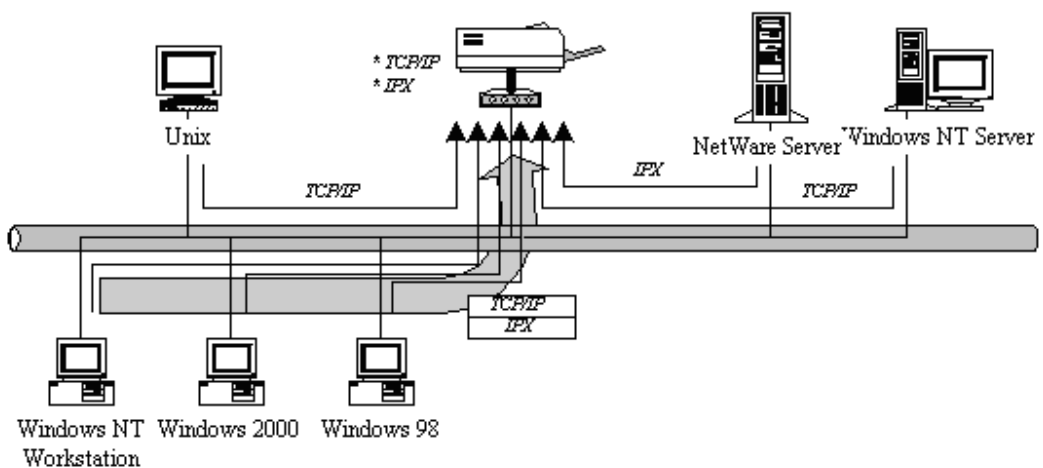 * TCP/IP
* IPX
Unix
NetWare Server
Windows NT Server
TCP/IP
IPX
TCP/IP
TCP/IP
IPX
Windows NT
Workstation
Windows 2000
Windows 98